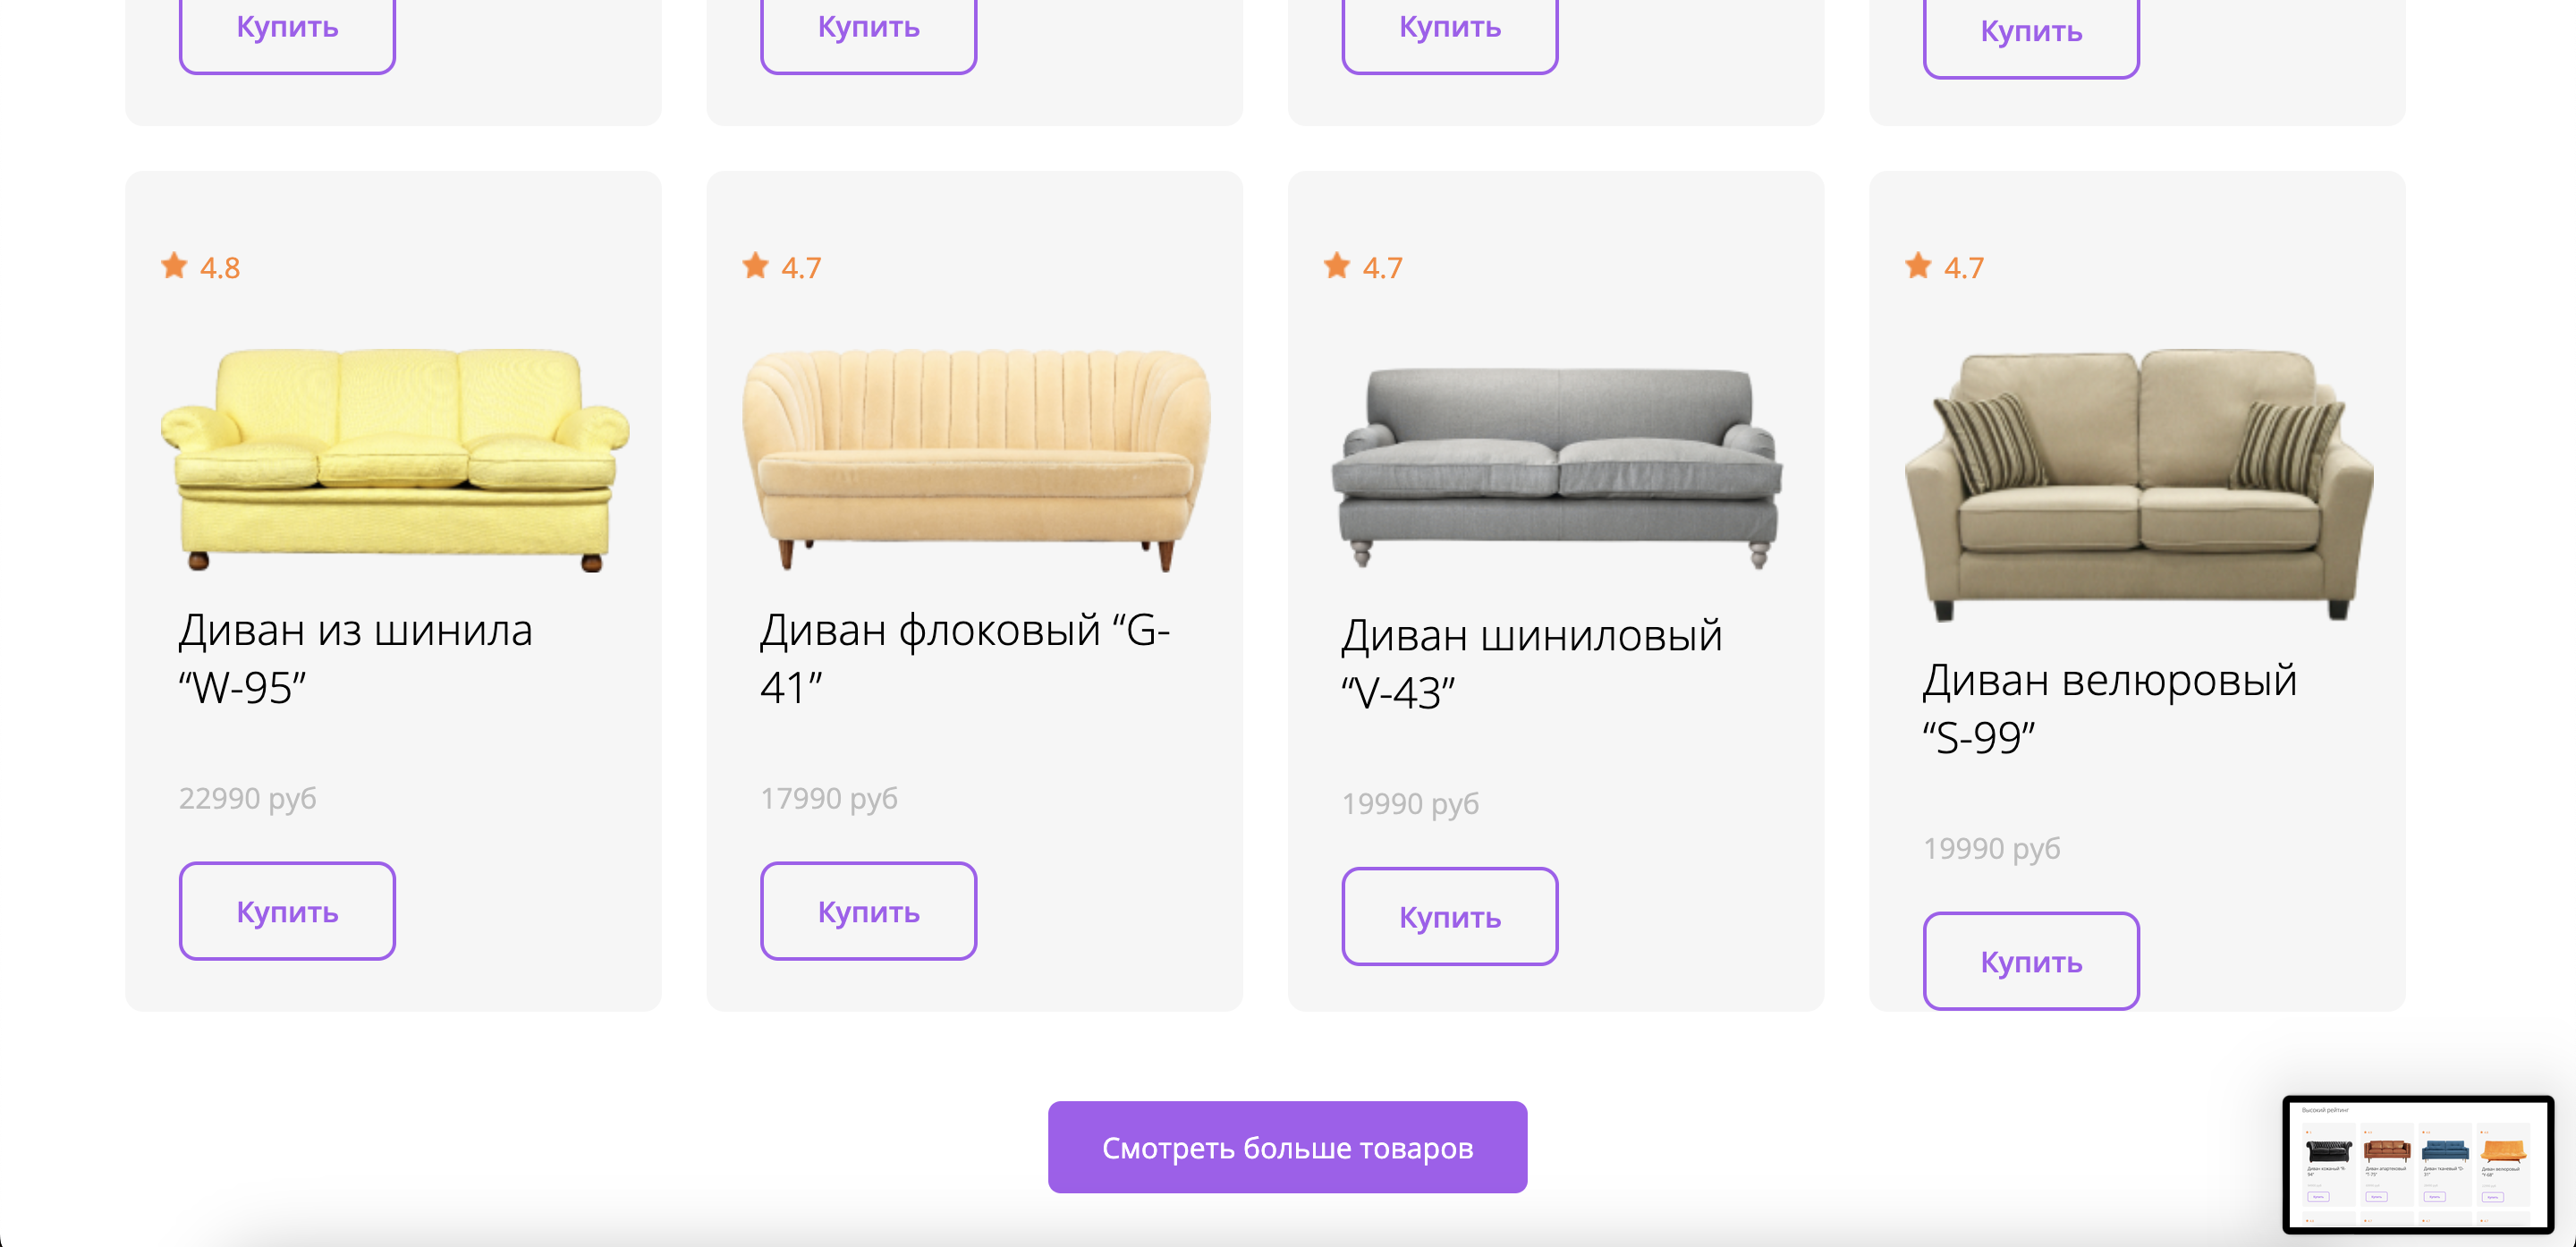 Купить
Купить
Купить
Купить
4.8
4.7
4.7
4.7
Диван из шинила
“W-95”
22990 руб
Купить
Диван флоковый “G-
41”
17990 руб
Купить
Диван шиниловый
“V-43”
19990 руб
Купить
Диван велюровый
“S-99”
19990 руб
Купить
Смотреть больше товаров
Высокий рейтинг